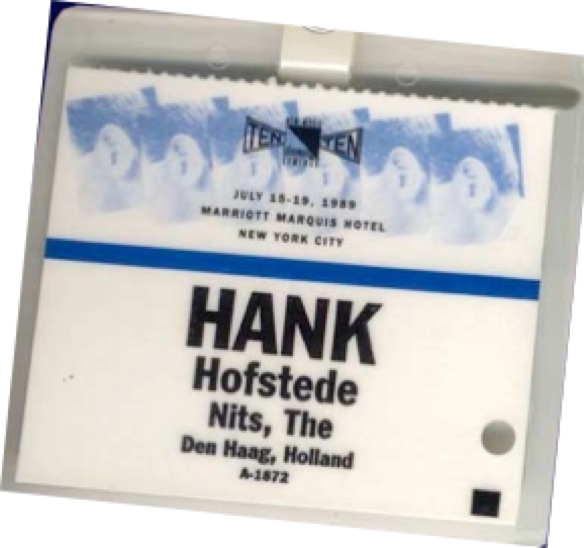 TEN TEN
JULY 15-19, 1989
MARRIOTT MARQUIS HOTEL
NEW YORK CITY
HANK
Hofstede
Nits, The
Den Haag, Holland
A-1872